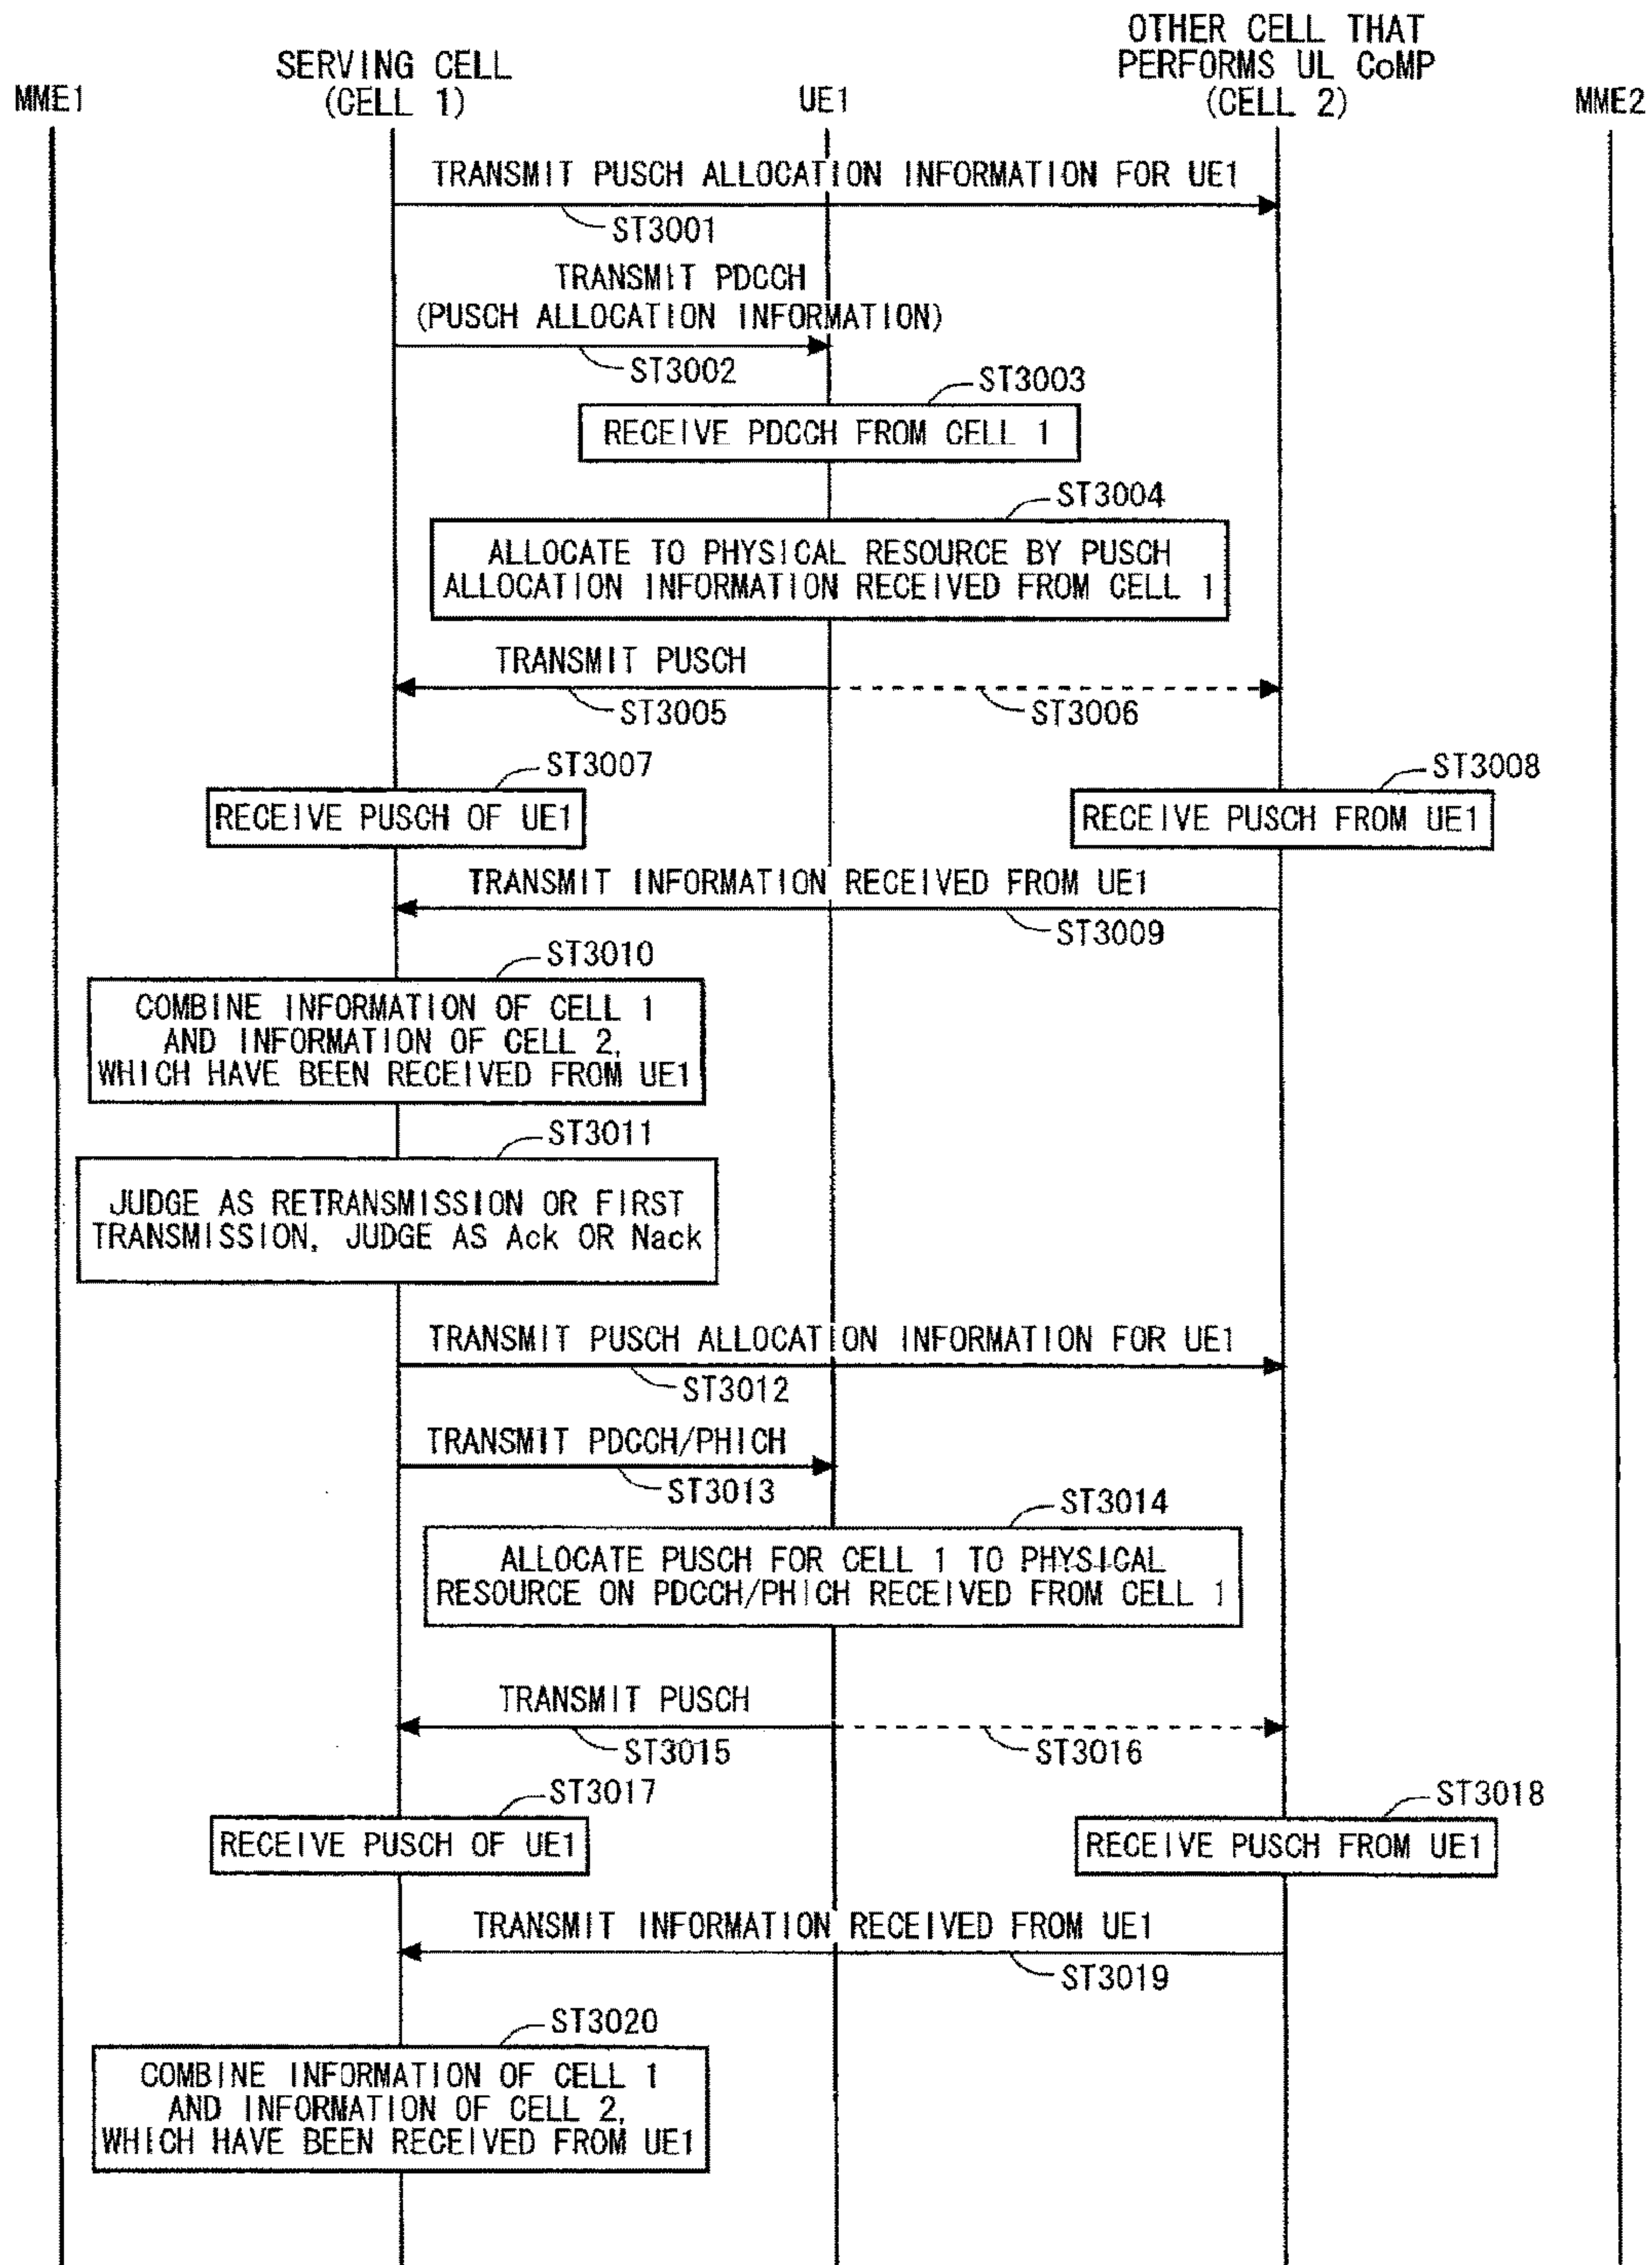 OTHER CELL THAT
PERFORMS UL CoMP
(CELL 2)
SERVING CELL
(CELL 1)
MME1
UE1
MME2
TRANSMIT PUSCH ALLOCATION INFORMATION FOR UE1
ST3001
TRANSMIT PDCCH
(PUSCH ALLOCATION INFORMATION)
ST3002
ST3003
RECEIVE PDCCH FROM CELL 1
ST3004
ALLOCATE TO PHYSICAL RESOURCE BY PUSCH
ALLOCATION INFORMATION RECEIVED FROM CELL 1
TRANSMIT PUSCH
ST3005
ST3006
ST3007
ST3008
RECEIVE PUSCH OF UE1
RECEIVE PUSCH FROM UE1
TRANSMIT INFORMATION RECEIVED FROM UE1
ST3009
ST3010
COMBINE INFORMATION OF CELL 1
AND INFORMATION OF CELL 2,
WHICH HAVE BEEN RECEIVED FROM UE1
ST3011
JUDGE AS RETRANSMISSION OR FIRST
TRANSMISSION, JUDGE AS Ack OR Nack
TRANSMIT PUSCH ALLOCATION INFORMATION FOR UE1
ST3012
TRANSMIT PDCCH/PHICH
ST3013
ST3014
ALLOCATE PUSCH FOR CELL 1 TO PHYSICAL
RESOURCE ON PDCCH/PHICH RECEIVED FROM CELL 1
TRANSMIT PUSCH
ST3015
ST3016
ST3017
ST3018
RECEIVE PUSCH OF UE1
RECEIVE PUSCH FROM UE1
TRANSMIT INFORMATION RECEIVED FROM UE1
ST3019
ST3020
COMBINE INFORMATION OF CELL 1
AND INFORMATION OF CELL 2,
WHICH HAVE BEEN RECEIVED FROM UE1